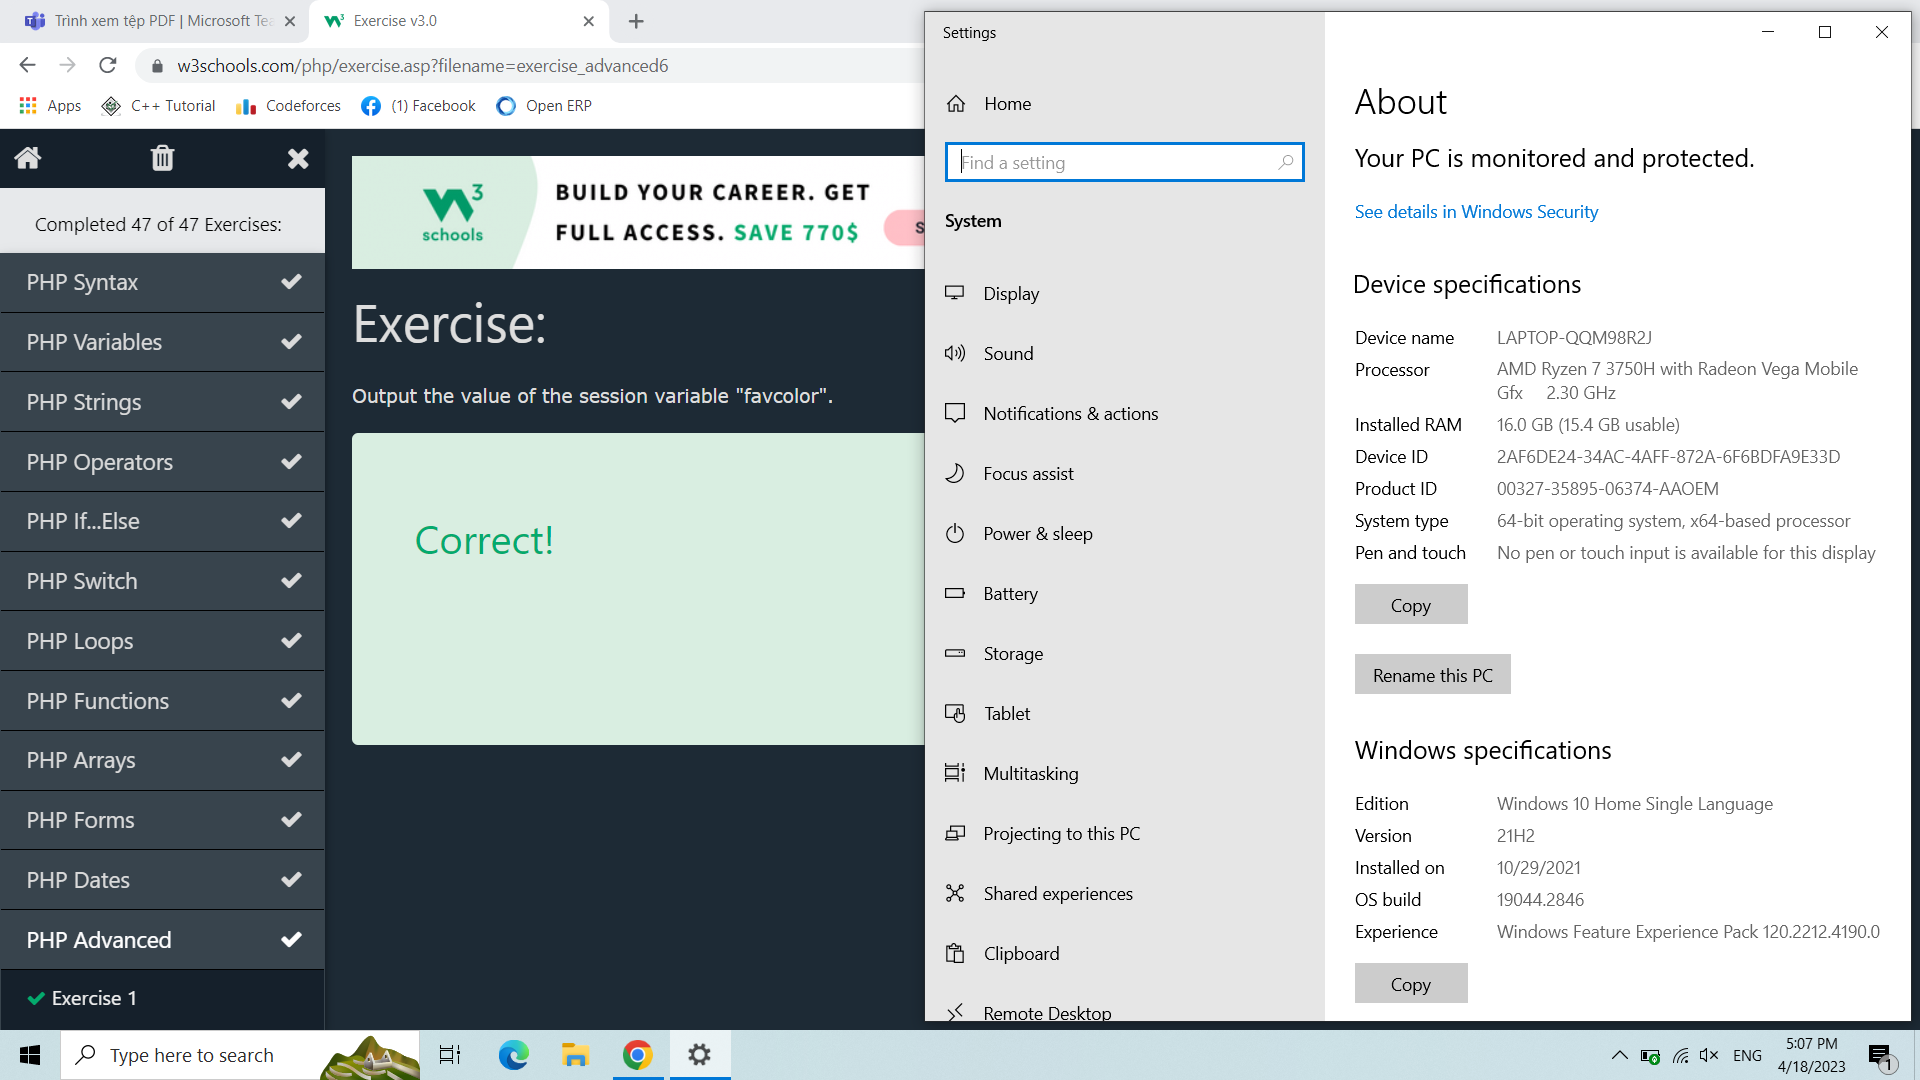 Trình xem tệp PDF | Microsoft Tea
Exercise v3.0
w3schools.com/php/exercise.asp?filename=exercise_advanced6
Apps
C++ Tutorial
Codeforces
(1) Facebook
Open ERP
Completed 47 of 47 Exercises:
PHP Syntax
PHP Variables
PHP Strings
PHP Operators
PHP If...Else
PHP Switch
PHP Loops
PHP Functions
PHP Arrays
PHP Forms
PHP Dates
PHP Advanced
Exercise 1
W3
schools
BUILD YOUR CAREER. GET
FULL ACCESS. SAVE 770$
S
Exercise:
Output the value of the session variable "favcolor".
Correct!
Settings
Home
Find a setting
System
Display
Sound
Notifications & actions
Focus assist
Power & sleep
Battery
Storage
Tablet
Multitasking
Projecting to this PC
Shared experiences
Clipboard
Remote Desktop
About
Your PC is monitored and protected.
See details in Windows Security
Device specifications
Device name LAPTOP-QQM98R2J
Processor AMD Ryzen 7 3750H with Radeon Vega Mobile
Gfx 2.30 GHz
Installed RAM 16.0 GB (15.4 GB usable)
Device ID 2AF6DE24-34AC-4AFF-872A-6F6BDFA9E33D
Product ID 00327-35895-06374-AAOEM
System type 64-bit operating system, x64-based processor
Pen and touch No pen or touch input is available for this display
Copy
Rename this PC
Windows specifications
Edition Windows 10 Home Single Language
Version 21H2
Installed on 10/29/2021
OS build 19044.2846
Experience Windows Feature Experience Pack 120.2212.4190.0
Copy
Type here to search
ENG
5:07 PM
4/18/2023
1